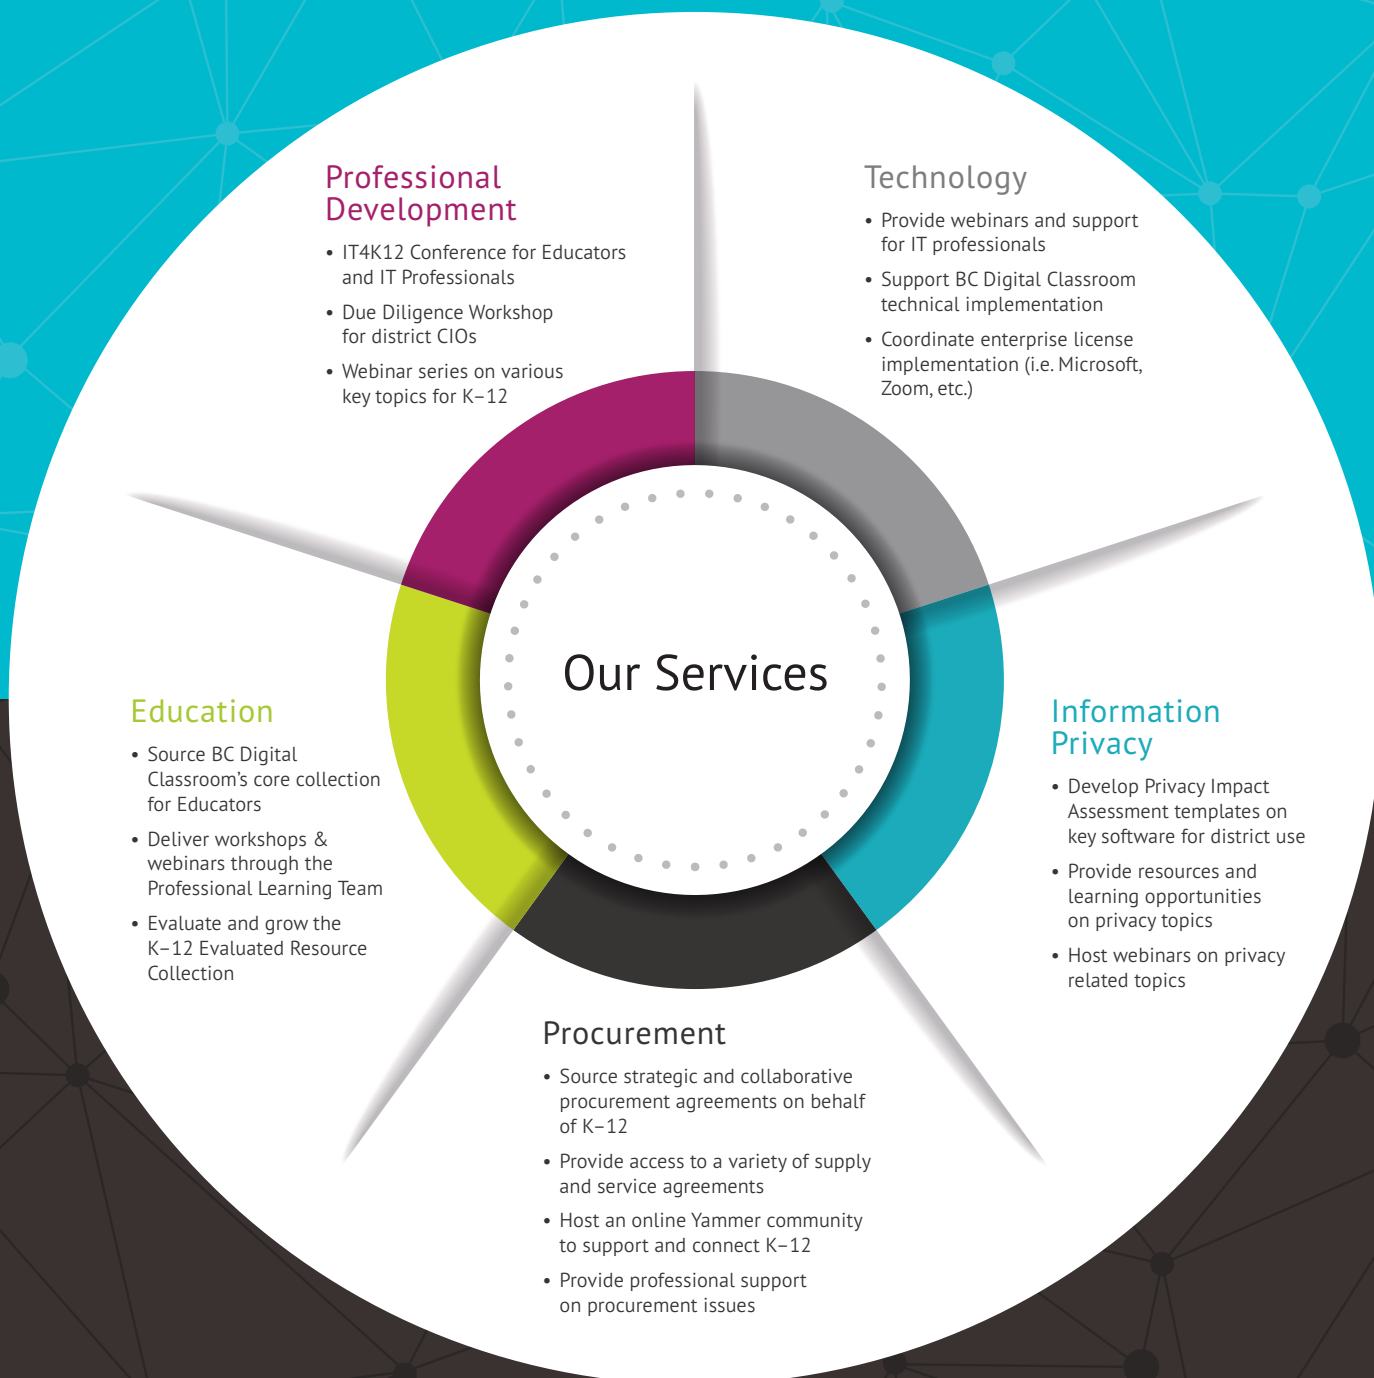 Professional
Development
• IT4K12 Conference for Educators
and IT Professionals
• Due Diligence Workshop
for district CIOs
• Webinar series on various
key topics for K–12
Technology
• Provide webinars and support
for IT professionals
• Support BC Digital Classroom
technical implementation
• Coordinate enterprise license
implementation (i.e. Microsoft,
Zoom, etc.)
Our Services
Education
• Source BC Digital
Classroom's core collection
for Educators
• Deliver workshops &
webinars through the
Professional Learning Team
• Evaluate and grow the
K–12 Evaluated Resource
Collection
Information
Privacy
• Develop Privacy Impact
Assessment templates on
key software for district use
• Provide resources and
learning opportunities
on privacy topics
• Host webinars on privacy
related topics
Procurement
• Source strategic and collaborative
procurement agreements on behalf
of K–12
• Provide access to a variety of supply
and service agreements
• Host an online Yammer community
to support and connect K–12
• Provide professional support
on procurement issues